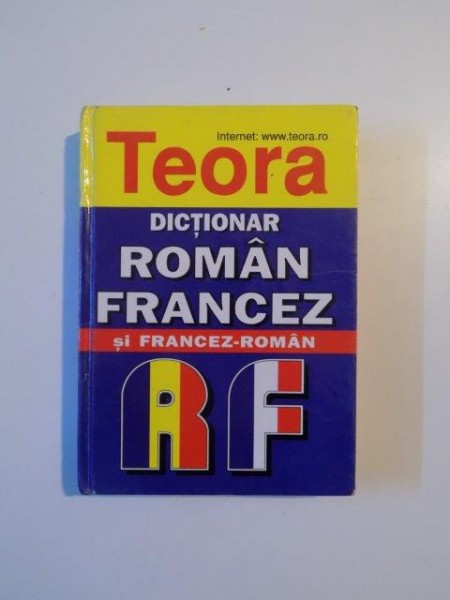 Internet: www.teora.ro
Teora
DICȚIONAR
ROMÂN
FRANCEZ
și FRANCEZ-ROMÂN
RF